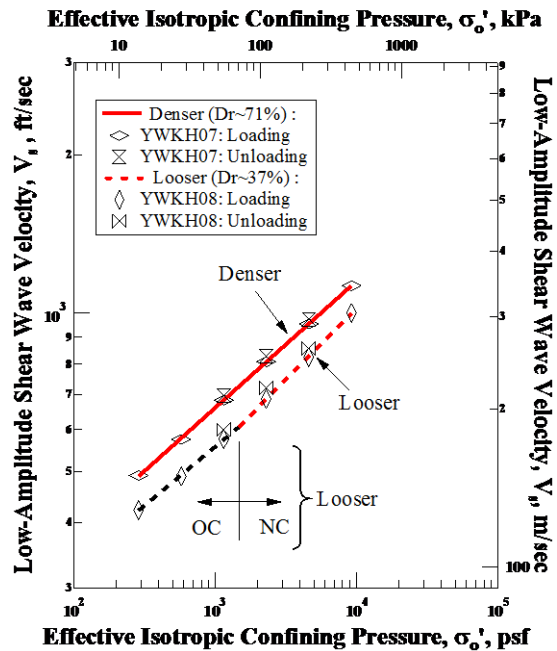 Effective Isotropic Confining Pressure, σo', kPa
10 100 1000
Low-Amplitude Shear Wave Velocity, Vs, ft/sec
3
2
10³
9
8
7
6
5
4
3
Denser (Dr~71%) :
YWKH07: Loading
YWKH07: Unloading
Looser (Dr~37%) :
YWKH08: Loading
YWKH08: Unloading
Denser
Looser
OC NC
Looser
9
8
7
6
5
4
3
2
100
Low-Amplitude Shear Wave Velocity, Vs, m/sec
10² 10³ 10⁴ 10⁵
Effective Isotropic Confining Pressure, σo', psf